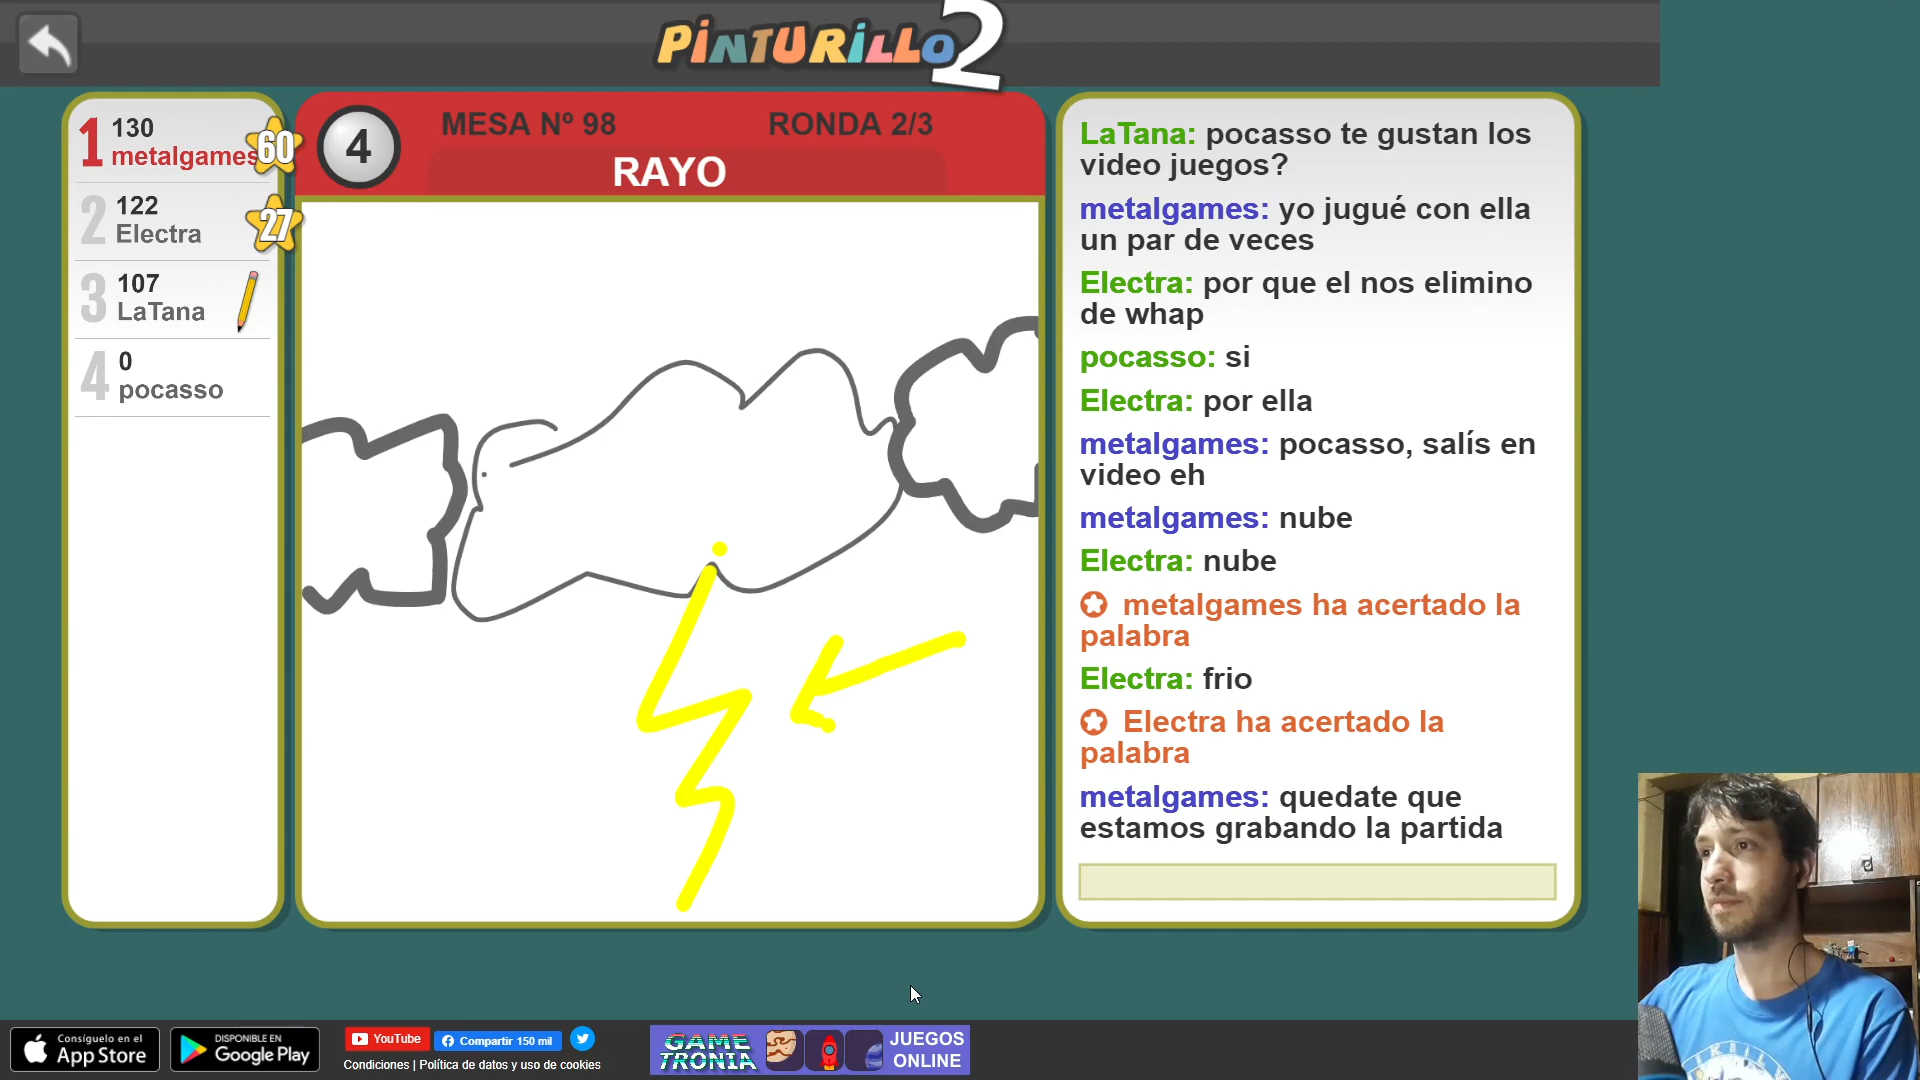 PINTURILLO 2
1 130
metalgames
60
2 122
Electra
27
3 107
LaTana
4 0
pocasso
4
MESA Nº 98
RONDA 2/3
RAYO
LaTana: pocasso te gustan los
video juegos?
metalgames: yo jugué con ella
un par de veces
Electra: por que el nos elimino
de whap
pocasso: si
Electra: por ella
metalgames: pocasso, salís en
video eh
metalgames: nube
Electra: nube
metalgames ha acertado la
palabra
Electra: frio
Electra ha acertado la
palabra
metalgames: quedate que
estamos grabando la partida
Consíguelo en el
App Store
DISPONIBLE EN
Google Play
YouTube
Compartir 150 mil
Condiciones | Política de datos y uso de cookies
GAME
TRONIA
JUEGOS
ONLINE